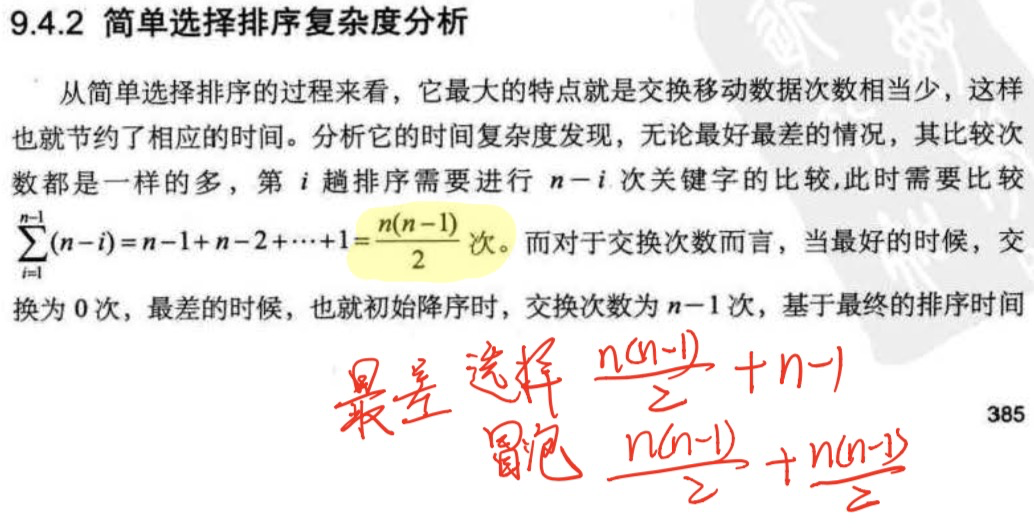 9.4.2 简单选择排序复杂度分析
从简单选择排序的过程来看，它最大的特点就是交换移动数据次数相当少，这样
也就节约了相应的时间。分析它的时间复杂度发现，无论最好最差的情况，其比较次
数都是一样的多，第 i 趟排序需要进行 n－i 次关键字的比较,此时需要比较
∑_{i=1}^{n-1}(n-i)=n-1+n-2+⋯+1=n(n-1)/2 次。而对于交换次数而言，当最好的时候，交
换为 0 次，最差的时候，也就初始降序时，交换次数为 n－1 次，基于最终的排序时间
最差 选择 n(n-1)/2 + n-1
385
冒泡 n(n-1)/2 + n(n-1)/2